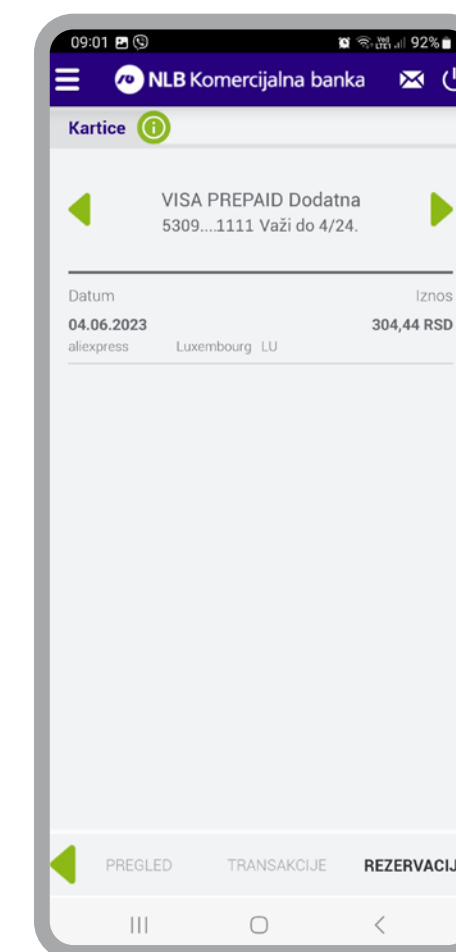 09:01 92%
NLB Komercijalna banka
Kartice
VISA PREPAID Dodatna
5309....1111 Važi do 4/24.
Datum Iznos
04.06.2023 304,44 RSD
aliexpress Luxembourg LU
PREGLED TRANSAKCIJE REZERVACIJ